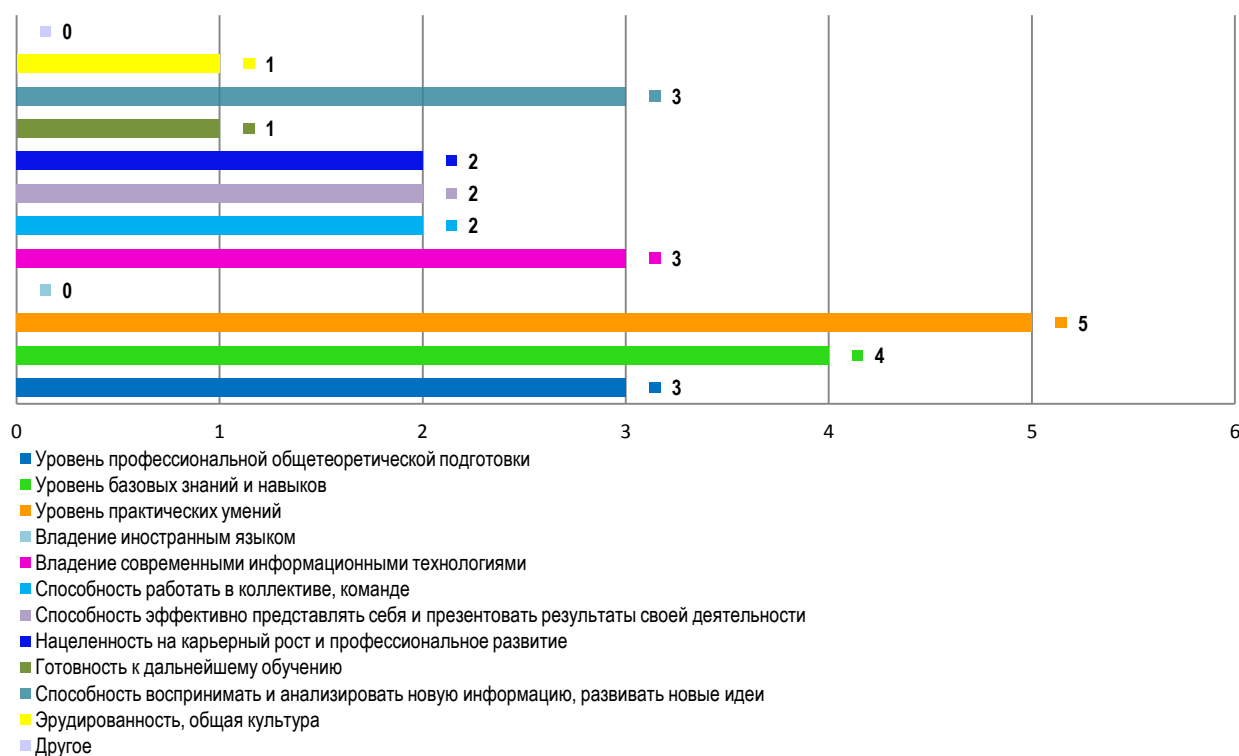 0
1
3
1
2
2
2
3
0
5
4
3
0 1 2 3 4 5 6
Уровень профессиональной общетеоретической подготовки
Уровень базовых знаний и навыков
Уровень практических умений
Владение иностранным языком
Владение современными информационными технологиями
Способность работать в коллективе, команде
Способность эффективно представлять себя и презентовать результаты своей деятельности
Нацеленность на карьерный рост и профессиональное развитие
Готовность к дальнейшему обучению
Способность воспринимать и анализировать новую информацию, развивать новые идеи
Эрудированность, общая культура
Другое